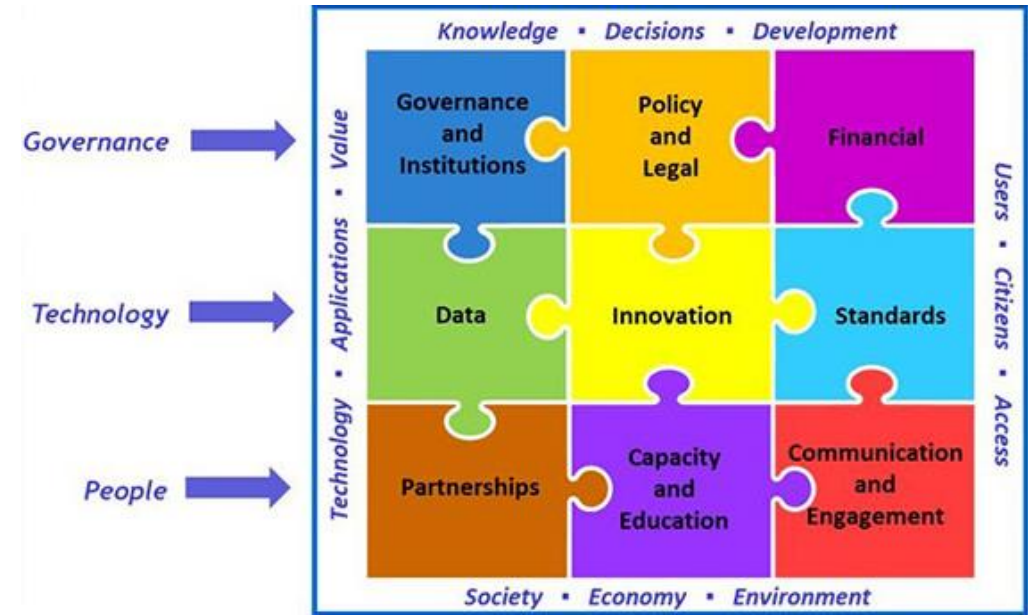 Knowledge ▪ Decisions ▪ Development
Governance
Technology
People
Technology ▪ Applications ▪ Value
Governance
and
Institutions
Policy
and
Legal
Financial
Data
Innovation
Standards
Partnerships
Capacity
and
Education
Communication
and
Engagement
Users ▪ Citizens ▪ Access
Society ▪ Economy ▪ Environment